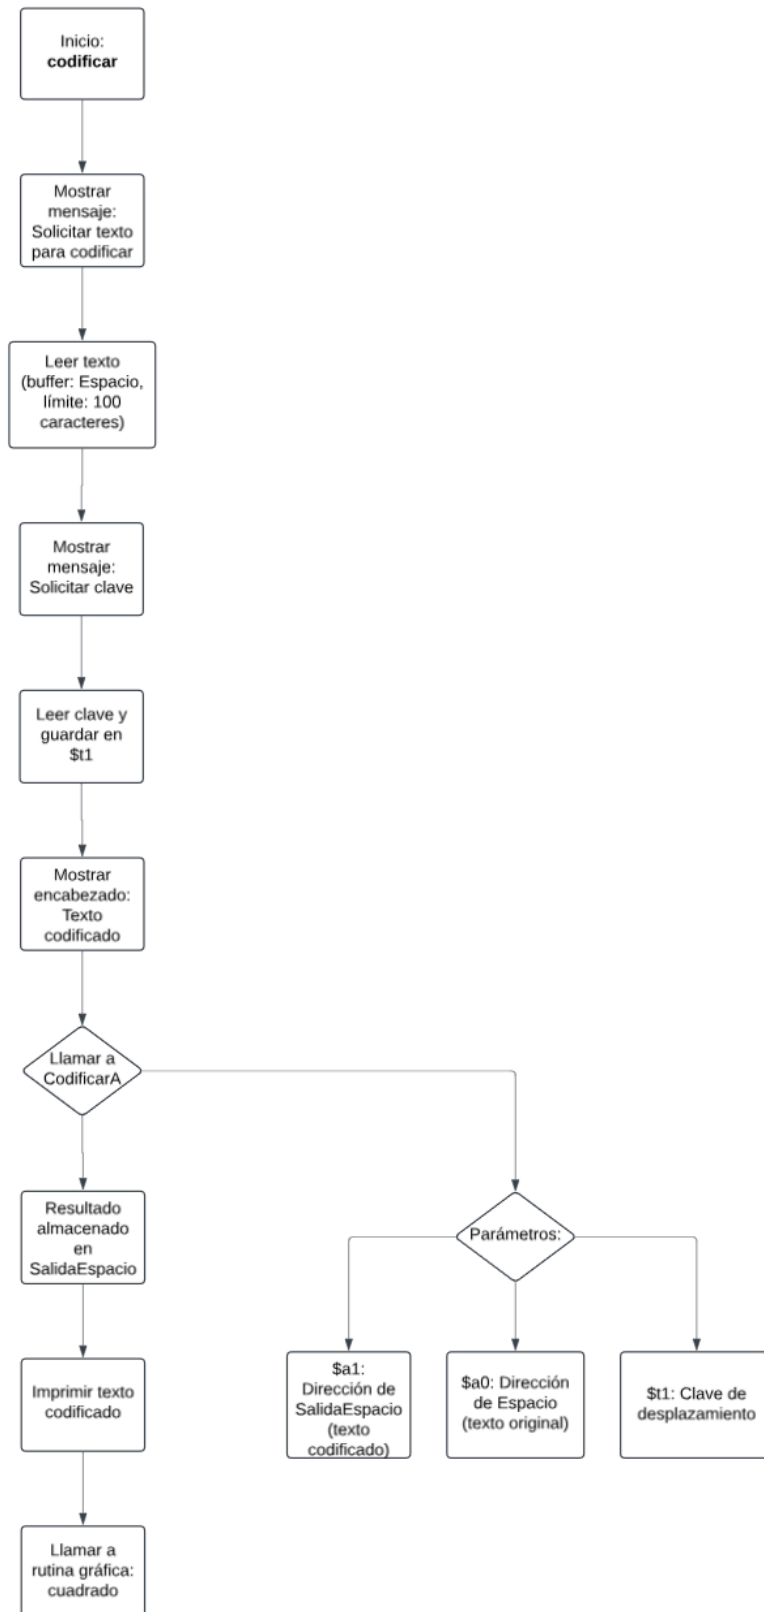 Inicio:
codificar
Mostrar
mensaje:
Solicitar texto
para codificar
Leer texto
(buffer: Espacio,
límite: 100
caracteres)
Mostrar
mensaje:
Solicitar clave
Leer clave y
guardar en
$t1
Mostrar
encabezado:
Texto
codificado
Llamar a
CodificarA
Resultado
almacenado
en
SalidaEspacio
Parámetros:
$a1:
Dirección de
SalidaEspacio
(texto
codificado)
$a0: Dirección
de Espacio
(texto original)
$t1: Clave de
desplazamiento
Imprimir texto
codificado
Llamar a
rutina gráfica:
cuadrado